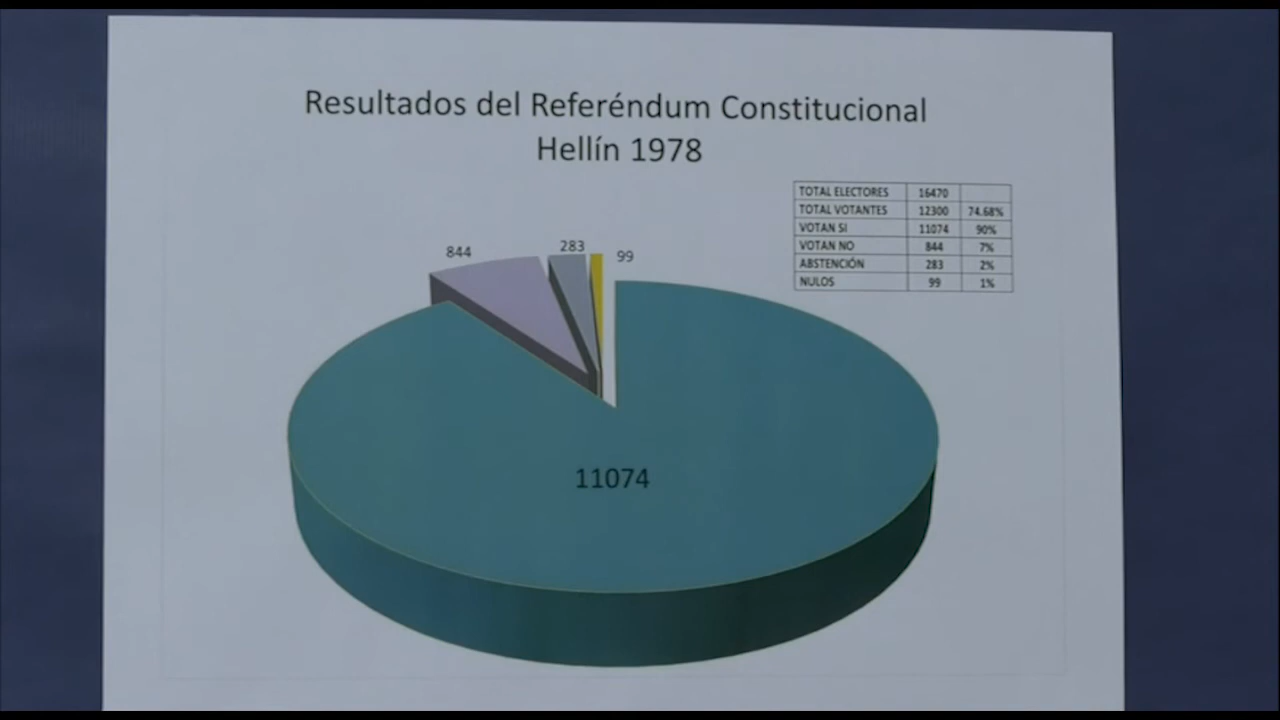 Resultados del Referéndum Constitucional
Hellín 1978
TOTAL ELECTORES 16470
TOTAL VOTANTES 12300 74.68%
VOTAN SI 11074 90%
VOTAN NO 844 7%
ABSTENCIÓN 283 2%
NULOS 99 1%
844
283
99
11074